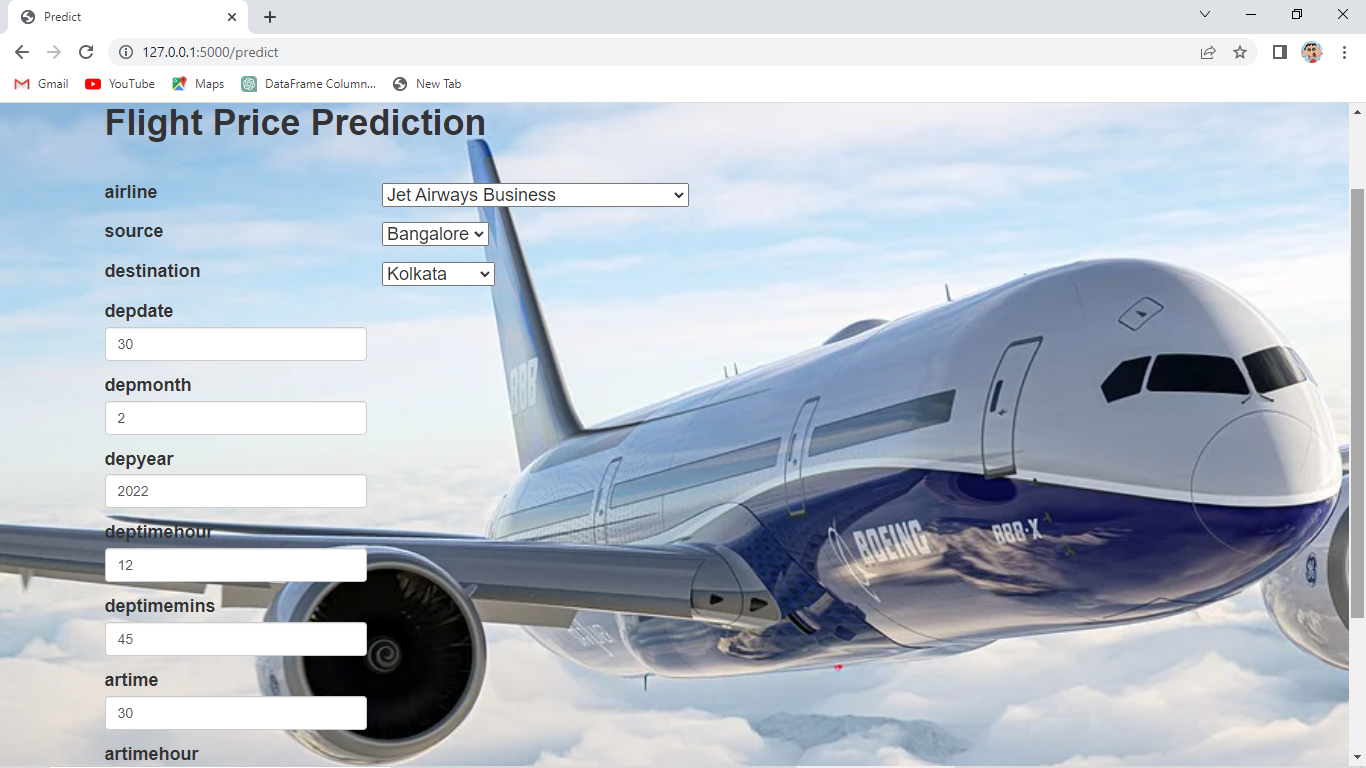 Predict
127.0.0.1:5000/predict
Gmail
YouTube
Maps
DataFrame Column...
New Tab
Flight Price Prediction
airline
Jet Airways Business
source
Bangalore
destination
Kolkata
depdate
30
depmonth
2
depyear
2022
deptimehour
12
deptimemins
45
artime
30
artimehour
888
BOEING
888-X